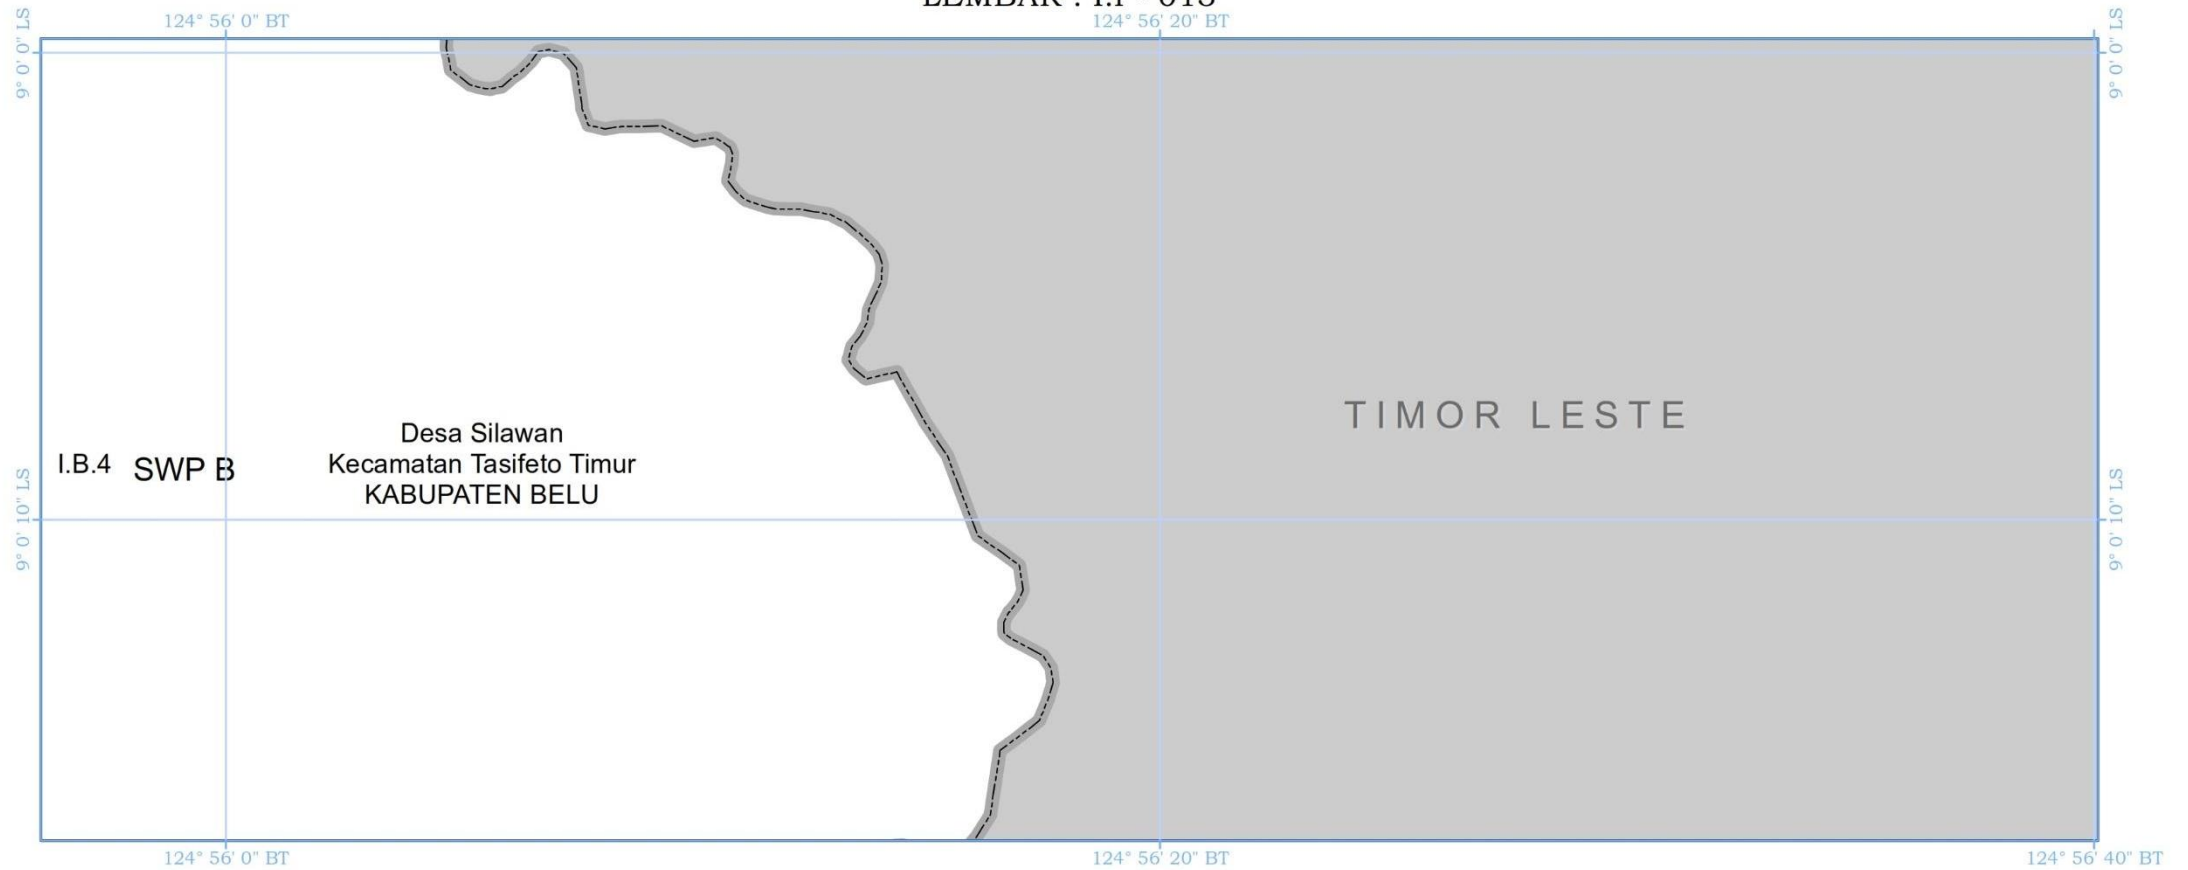 124° 56' 0" BT
124° 56' 20" BT
9° 0' 0" LS
9° 0' 0" LS
TIMOR LESTE
Desa Silawan
I.B.4 SWP B
Kecamatan Tasifeto Timur
KABUPATEN BELU
9° 0' 10" LS
9° 0' 10" LS
124° 56' 0" BT
124° 56' 20" BT
124° 56' 40" BT